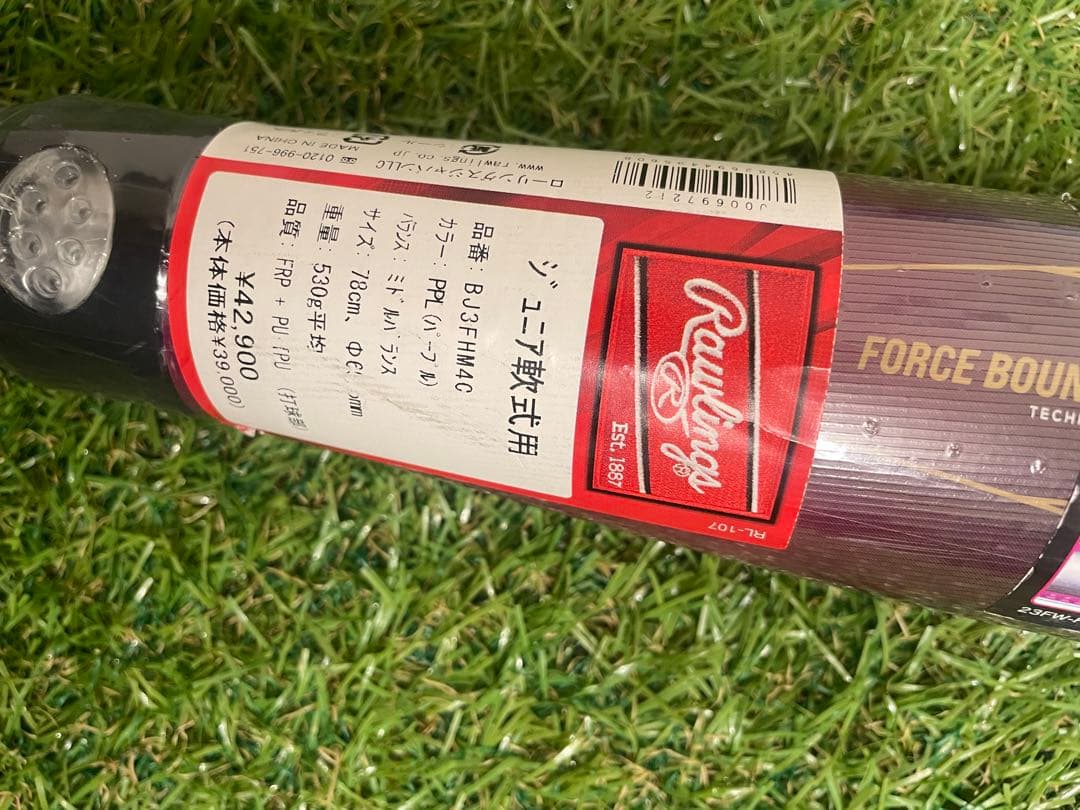 Rawlings
R
Est. 1887
RL-107
J0069721-2
ジュニア軟式用
品番: BJ3FHM4C
カラー: PPL(パープル)
バランス: ミドルバランス
サイズ: 78cm、
重量: 530g平均
品質: FRP + PU
¥42,900
(本体価格¥39,000)
ローリングスジャパンLLC
www.rawlings.co.jp
0120-996-751
MADE IN CHINA
FORCE BOUN
TECH
23FW-